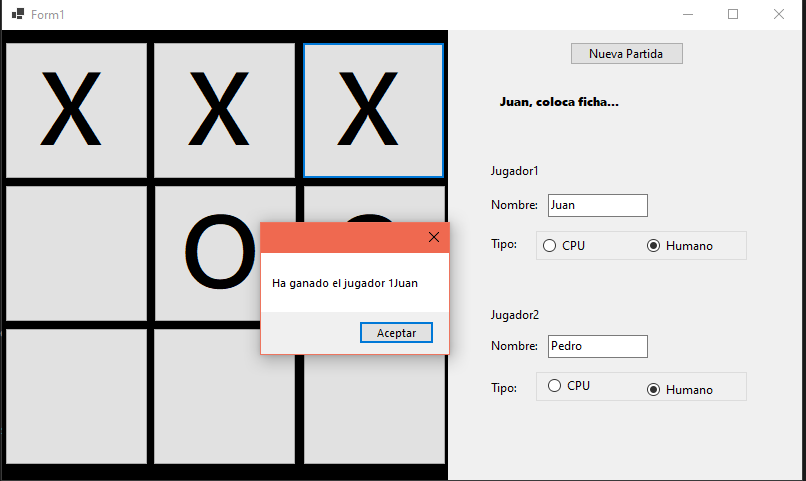 Form1
X X X
O O
Ha ganado el jugador 1Juan
Aceptar
Nueva Partida
Juan, coloca ficha...
Jugador1
Nombre: Juan
Tipo: CPU Humano
Jugador2
Nombre: Pedro
Tipo: CPU Humano